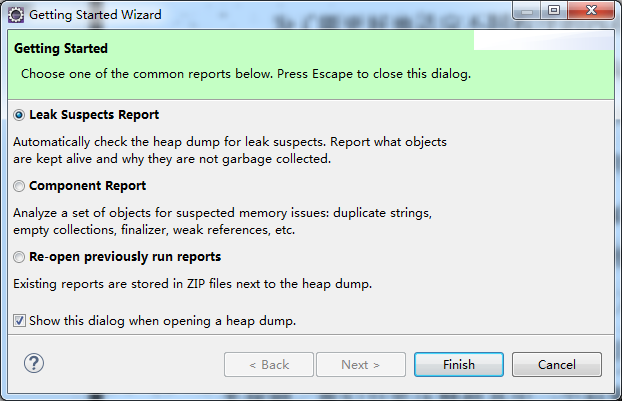 Getting Started Wizard
Getting Started
Choose one of the common reports below. Press Escape to close this dialog.
Leak Suspects Report
Automatically check the heap dump for leak suspects. Report what objects
are kept alive and why they are not garbage collected.
Component Report
Analyze a set of objects for suspected memory issues: duplicate strings,
empty collections, finalizer, weak references, etc.
Re-open previously run reports
Existing reports are stored in ZIP files next to the heap dump.
Show this dialog when opening a heap dump.
?
< Back
Next >
Finish
Cancel